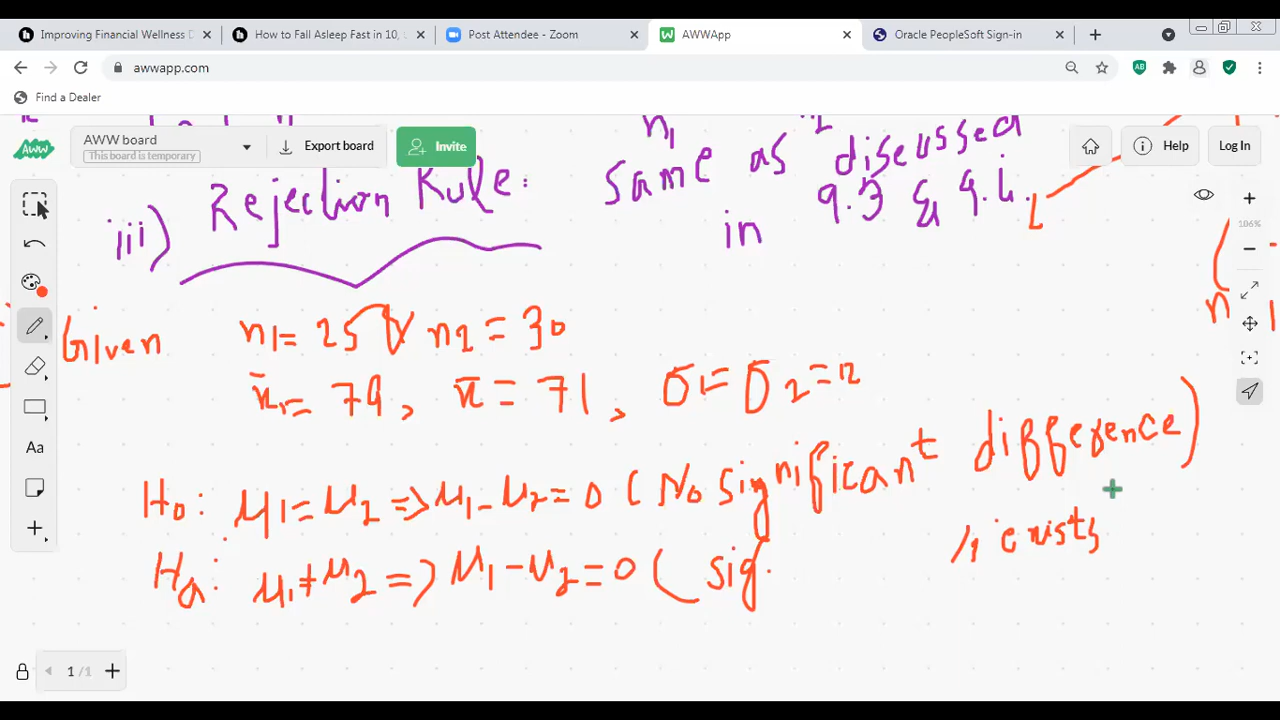 Improving Financial Wellness D
How to Fall Asleep Fast in 10,
Post Attendee - Zoom
AWWApp
Oracle PeopleSoft Sign-in
awwapp.com
Find a Dealer
AWW board
This board is temporary
Export board
Invite
Help
Log In
n1 n2
iii) Rejection Rule: same as discussed
in 9.3 & 9.4.
106%
Given n1= 25 n2 = 30
x̄1= 79, x̄ = 71, σ1= σ2=12
H0: μ1=μ2 => μ1-μ2=0 (No significant difference)
exists
Ha: μ1≠μ2 => μ1-μ2=0 ( sig.
Aa
1 /1